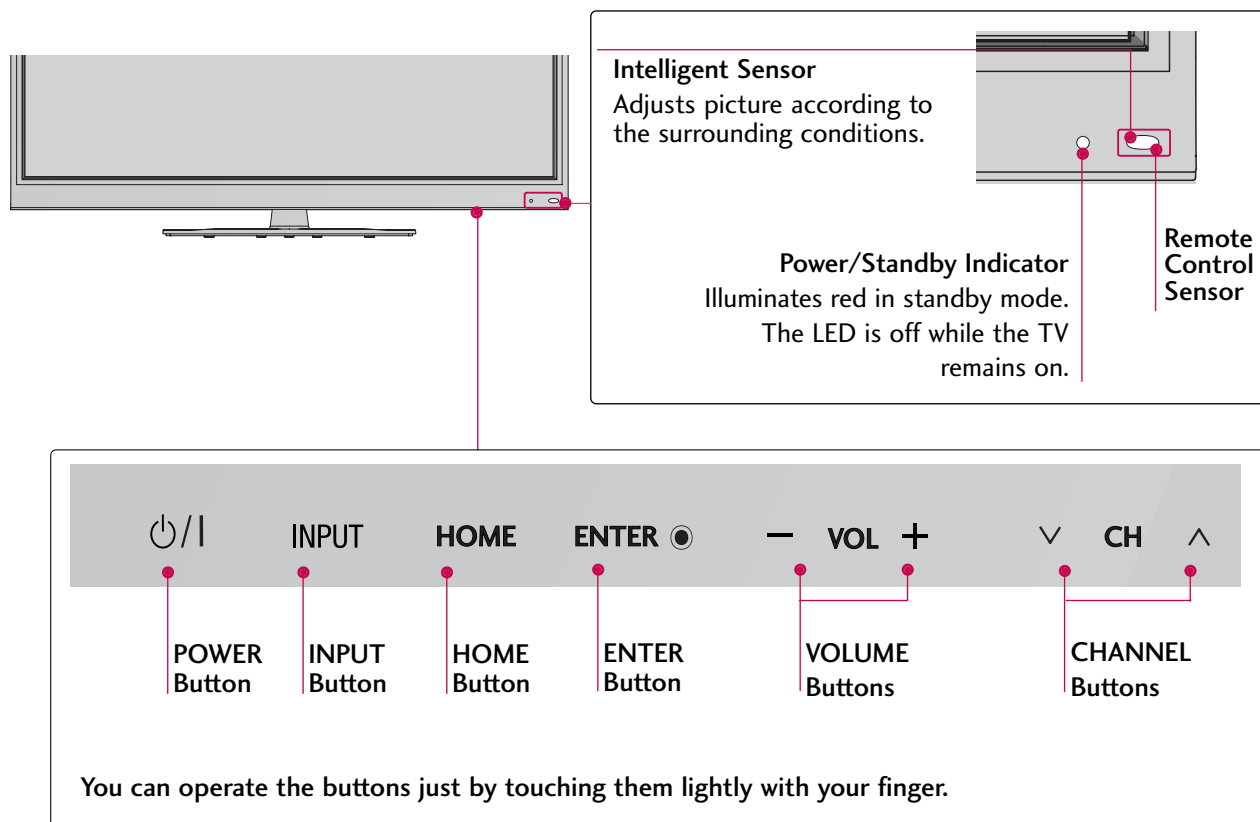 Intelligent Sensor
Adjusts picture according to
the surrounding conditions.
Remote
Control
Sensor
Power/Standby Indicator
Illuminates red in standby mode.
The LED is off while the TV
remains on.
⏻/I INPUT HOME ENTER ◉ − VOL + ∨ CH ∧
POWER
Button
INPUT
Button
HOME
Button
ENTER
Button
VOLUME
Buttons
CHANNEL
Buttons
You can operate the buttons just by touching them lightly with your finger.